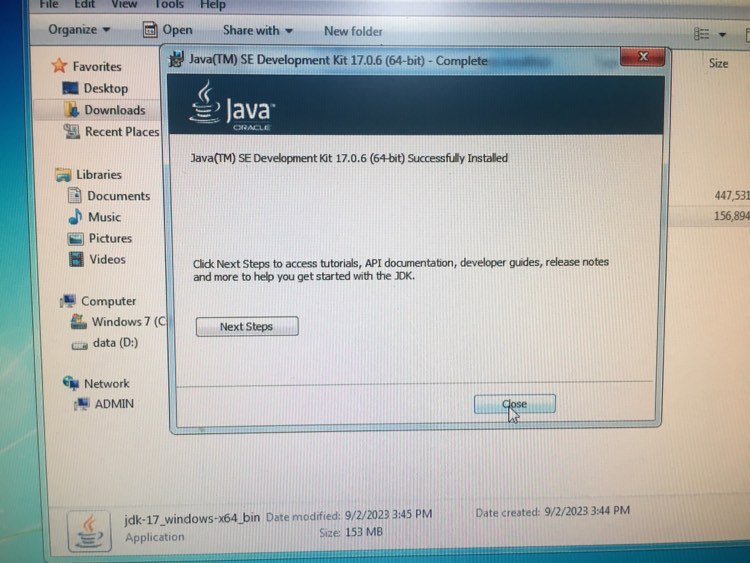 File Edit View Tools Help
Organize Open Share with New folder
Java(TM) SE Development Kit 17.0.6 (64-bit) - Complete
Size
Favorites
Desktop
Downloads
Recent Places
Java™
ORACLE
Java(TM) SE Development Kit 17.0.6 (64-bit) Successfully Installed
Libraries
Documents
Music
Pictures
Videos
447,531
156,894
Click Next Steps to access tutorials, API documentation, developer guides, release notes
and more to help you get started with the JDK.
Computer
Windows 7 (C
data (D:)
Next Steps
Network
ADMIN
Close
jdk-17_windows-x64_bin Date modified: 9/2/2023 3:45 PM Date created: 9/2/2023 3:44 PM
Application Size: 153 MB